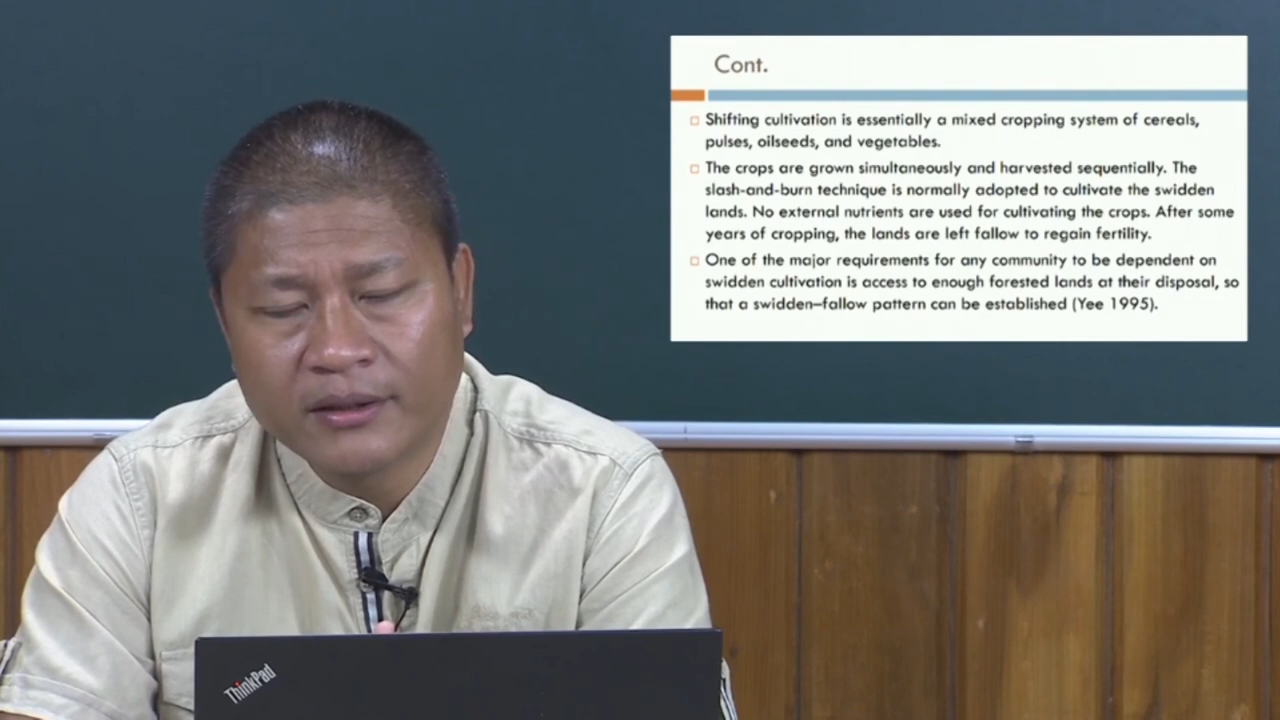 Cont.
Shifting cultivation is essentially a mixed cropping system of cereals,
pulses, oilseeds, and vegetables.
The crops are grown simultaneously and harvested sequentially. The
slash-and-burn technique is normally adopted to cultivate the swidden
lands. No external nutrients are used for cultivating the crops. After some
years of cropping, the lands are left fallow to regain fertility.
One of the major requirements for any community to be dependent on
swidden cultivation is access to enough forested lands at their disposal, so
that a swidden–fallow pattern can be established (Yee 1995).
ThinkPad